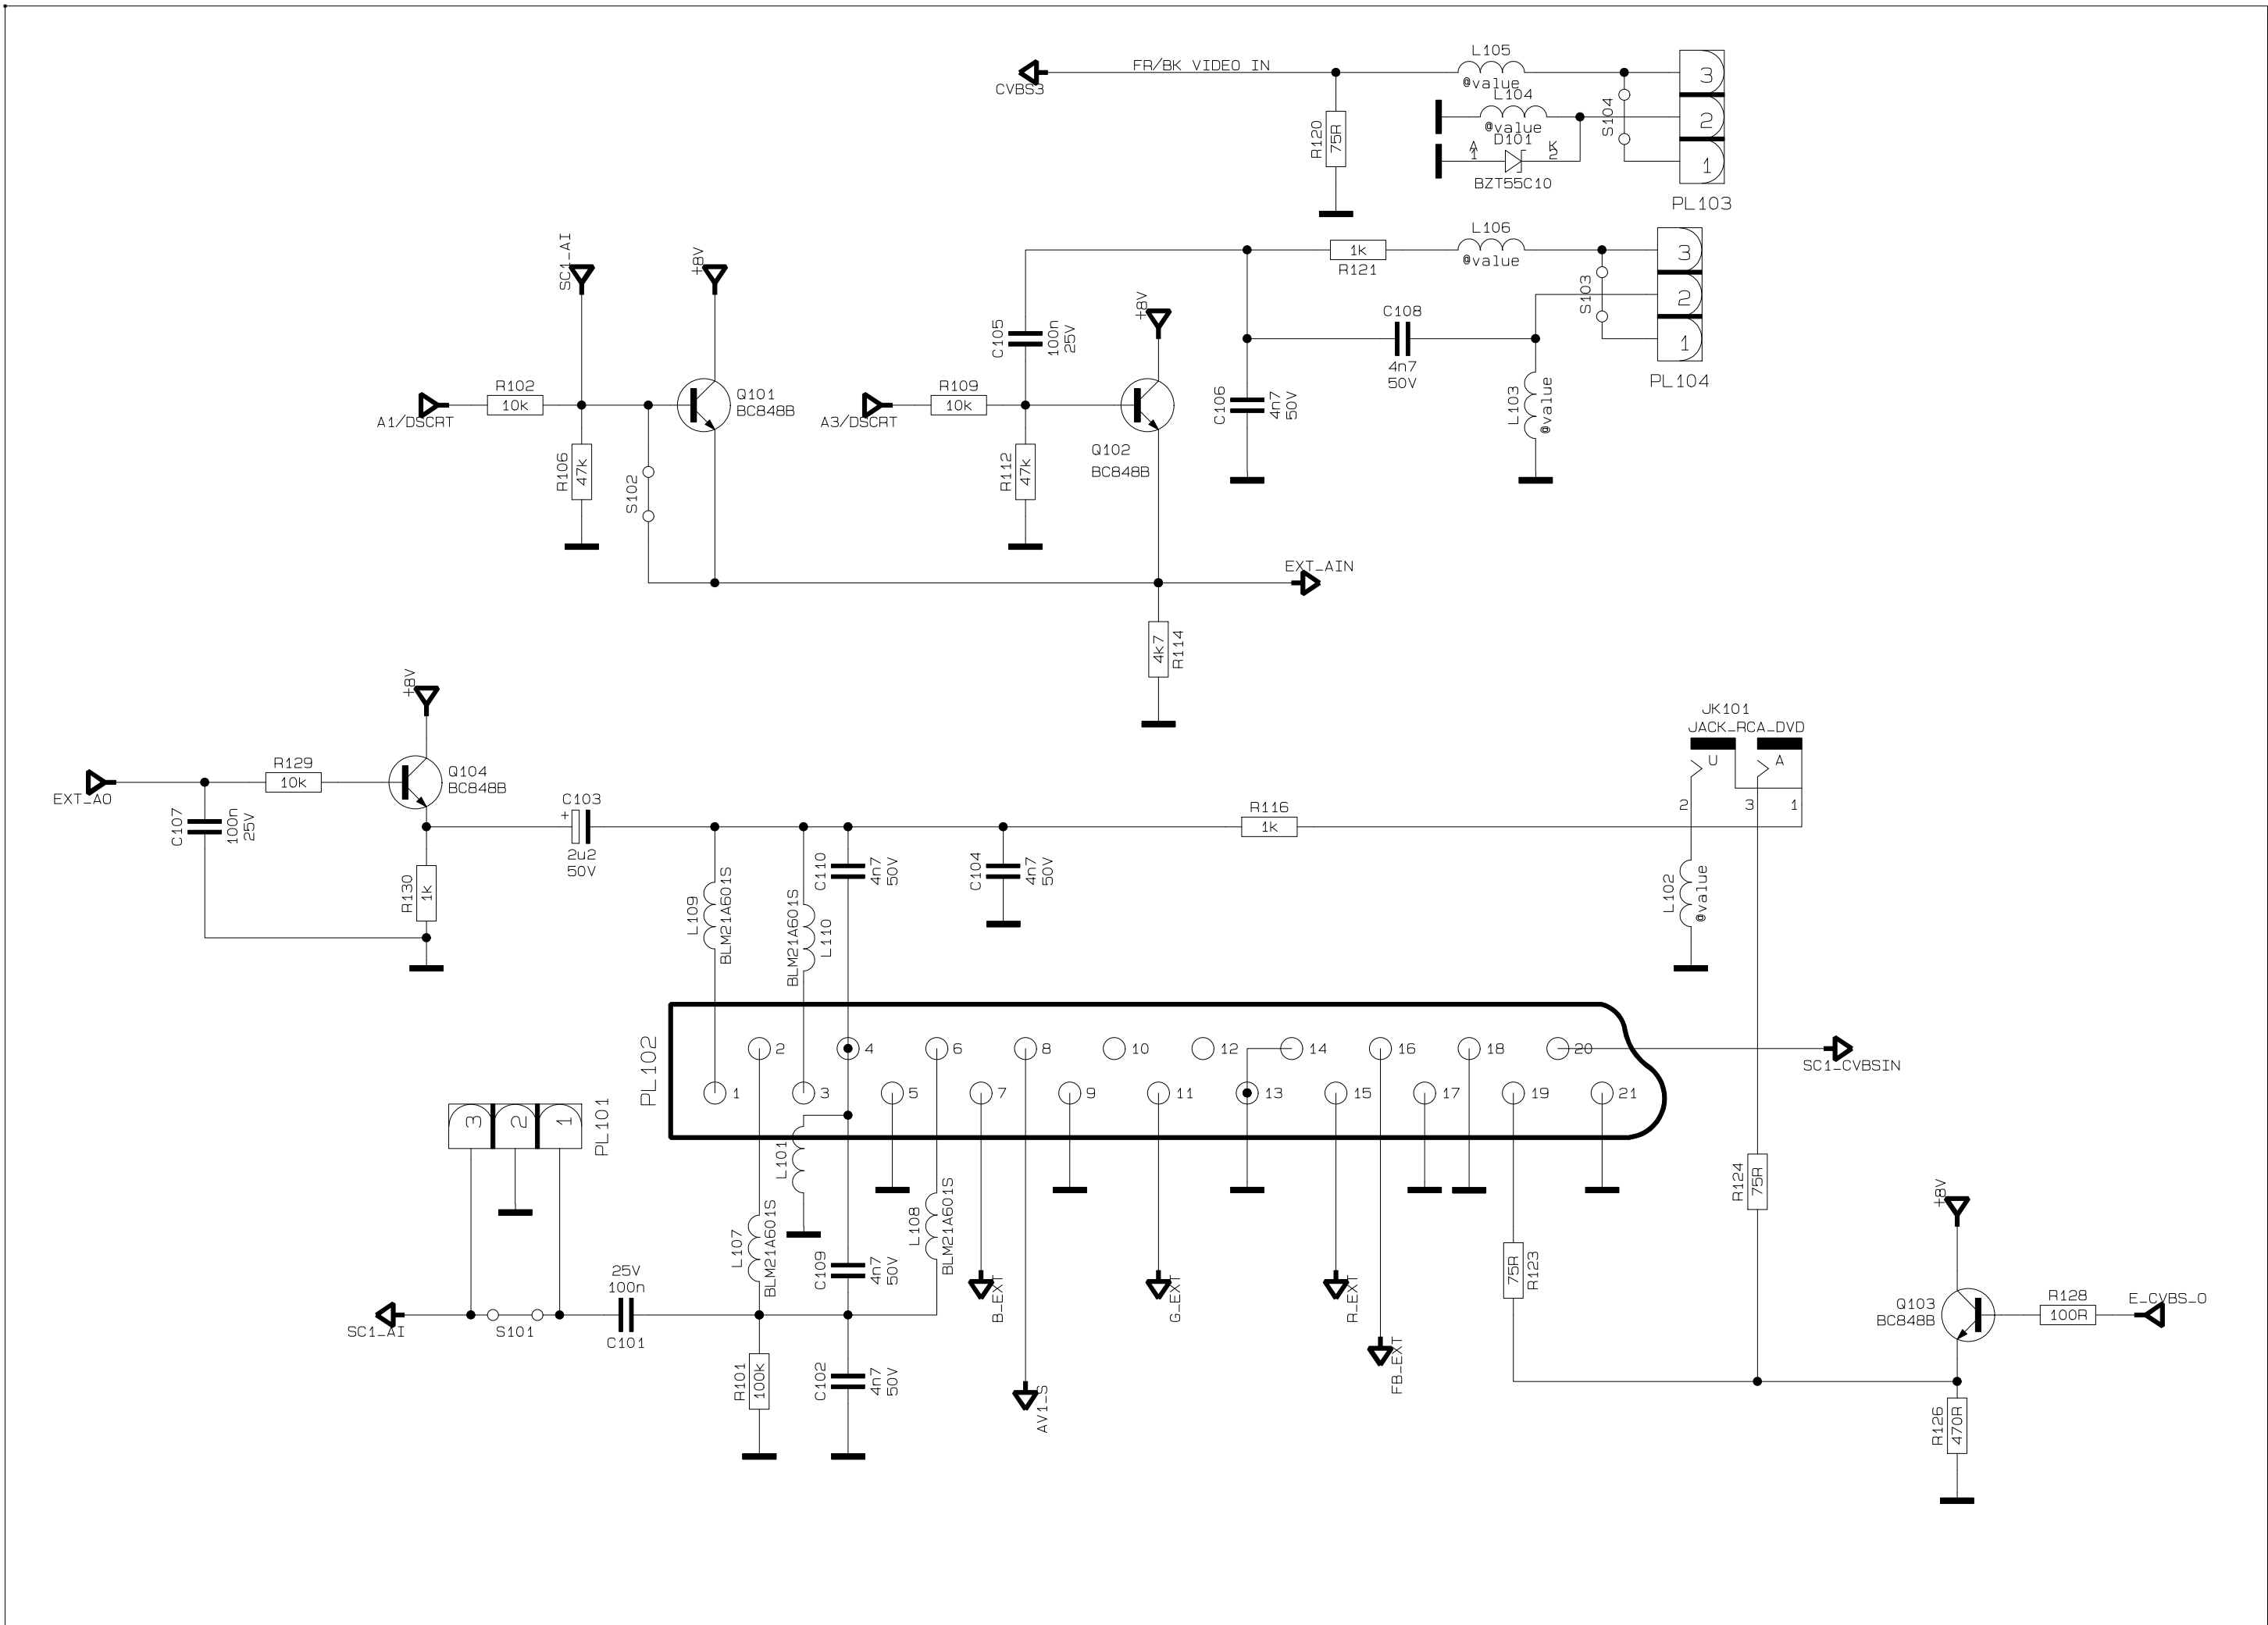 L105
FR/BK VIDEO IN
CVBS3
@value
L104
@value
D101
A
1
K
2
BZT55C10
R120
75R
S104
3
2
1
PL103
SC1_AI
+8V
L106
@value
1k
R121
3
2
1
S103
PL104
C105
100n
25V
+8V
C108
4n7
50V
A1/DSCRT
R102
10k
Q101
BC848B
A3/DSCRT
R109
10k
C106
4n7
50V
L103
@value
R106
47k
S102
R112
47k
Q102
BC848B
EXT_AIN
4k7
R114
+8V
JK101
JACK_RCA_DVD
U
A
2
3
1
EXT_AO
R129
10k
Q104
BC848B
C107
100n
25V
C103
+
2u2
50V
R116
1k
R130
1k
L109
BLM21A601S
BLM21A601S
L110
C110
4n7
50V
C104
4n7
50V
L102
@value
PL102
2
4
6
8
10
12
14
16
18
20
SC1_CVBSIN
1
3
5
7
9
11
13
15
17
19
21
3
2
1
PL101
L101
L107
BLM21A601S
L108
BLM21A601S
C109
4n7
50V
R124
75R
+8V
75R
R123
25V
100n
C101
SC1_AI
S101
B_EXT
G_EXT
R_EXT
FB_EXT
AV1_S
Q103
BC848B
R128
100R
E_CVBS_O
R101
100k
C102
4n7
50V
R126
470R